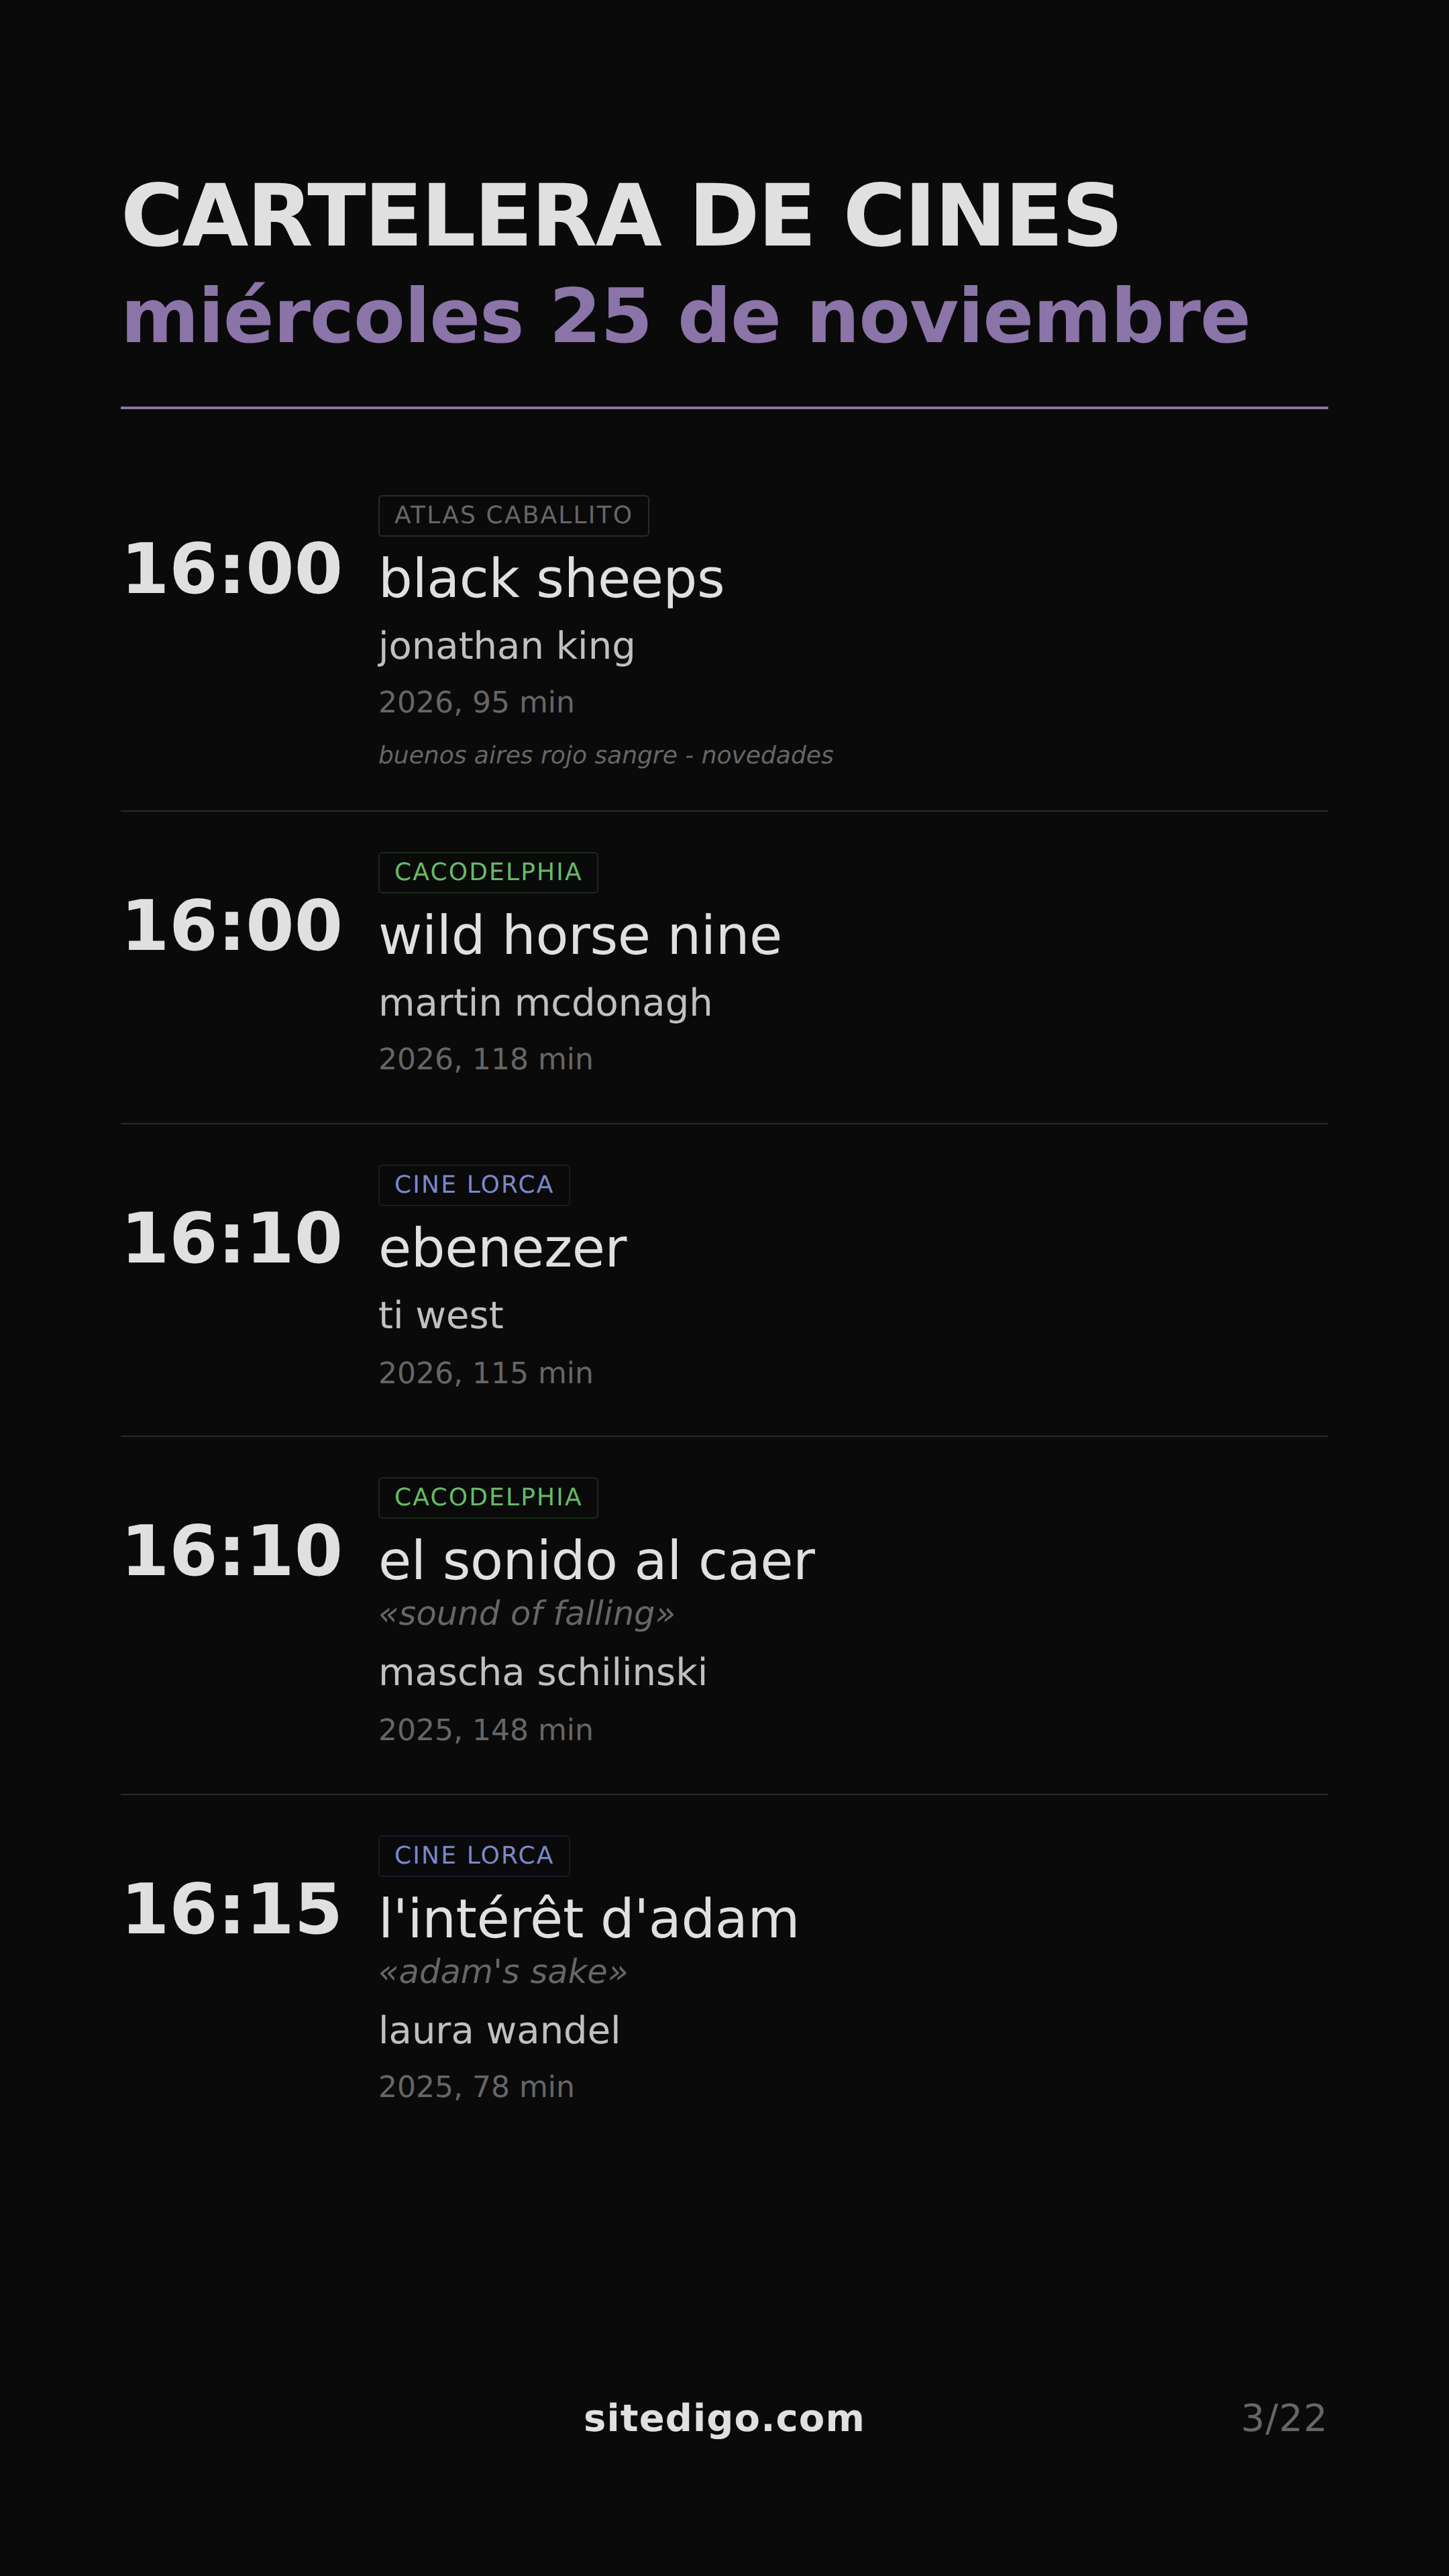 CARTELERA DE CINES
miércoles 25 de noviembre
ATLAS CABALLITO
16:00
black sheeps
jonathan king
2026, 95 min
buenos aires rojo sangre - novedades
CACODELPHIA
16:00
wild horse nine
martin mcdonagh
2026, 118 min
CINE LORCA
16:10
ebenezer
ti west
2026, 115 min
CACODELPHIA
16:10
el sonido al caer
«sound of falling»
mascha schilinski
2025, 148 min
CINE LORCA
16:15
l'intérêt d'adam
«adam's sake»
laura wandel
2025, 78 min
sitedigo.com
3/22